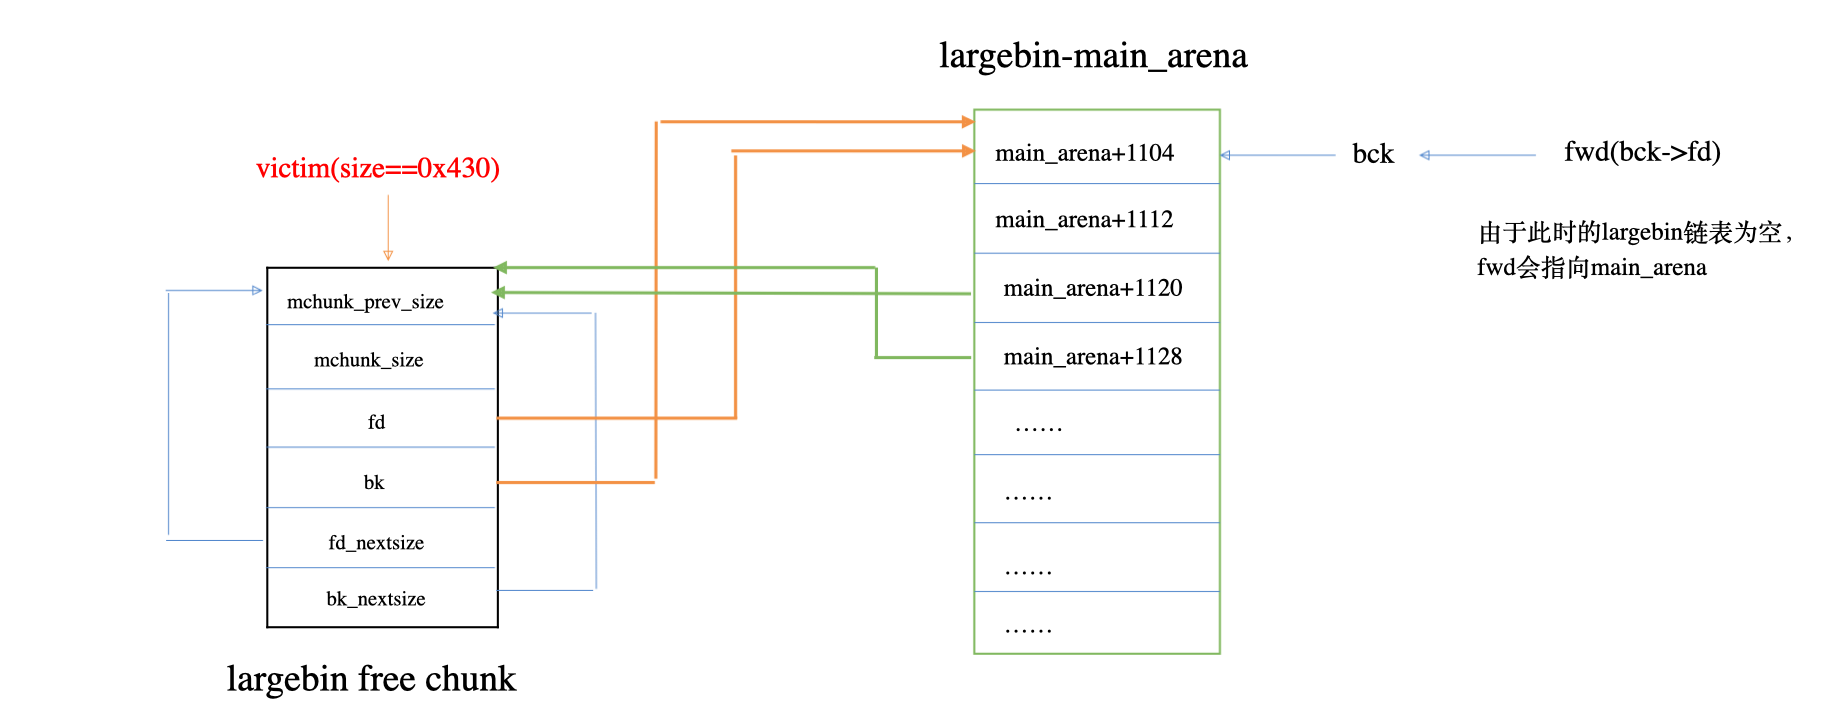 largebin-main_arena
victim(size==0x430)
mchunk_prev_size
mchunk_size
fd
bk
fd_nextsize
bk_nextsize
largebin free chunk
main_arena+1104
main_arena+1112
main_arena+1120
main_arena+1128
……
……
……
……
bck
fwd(bck->fd)
由于此时的largebin链表为空，
fwd会指向main_arena